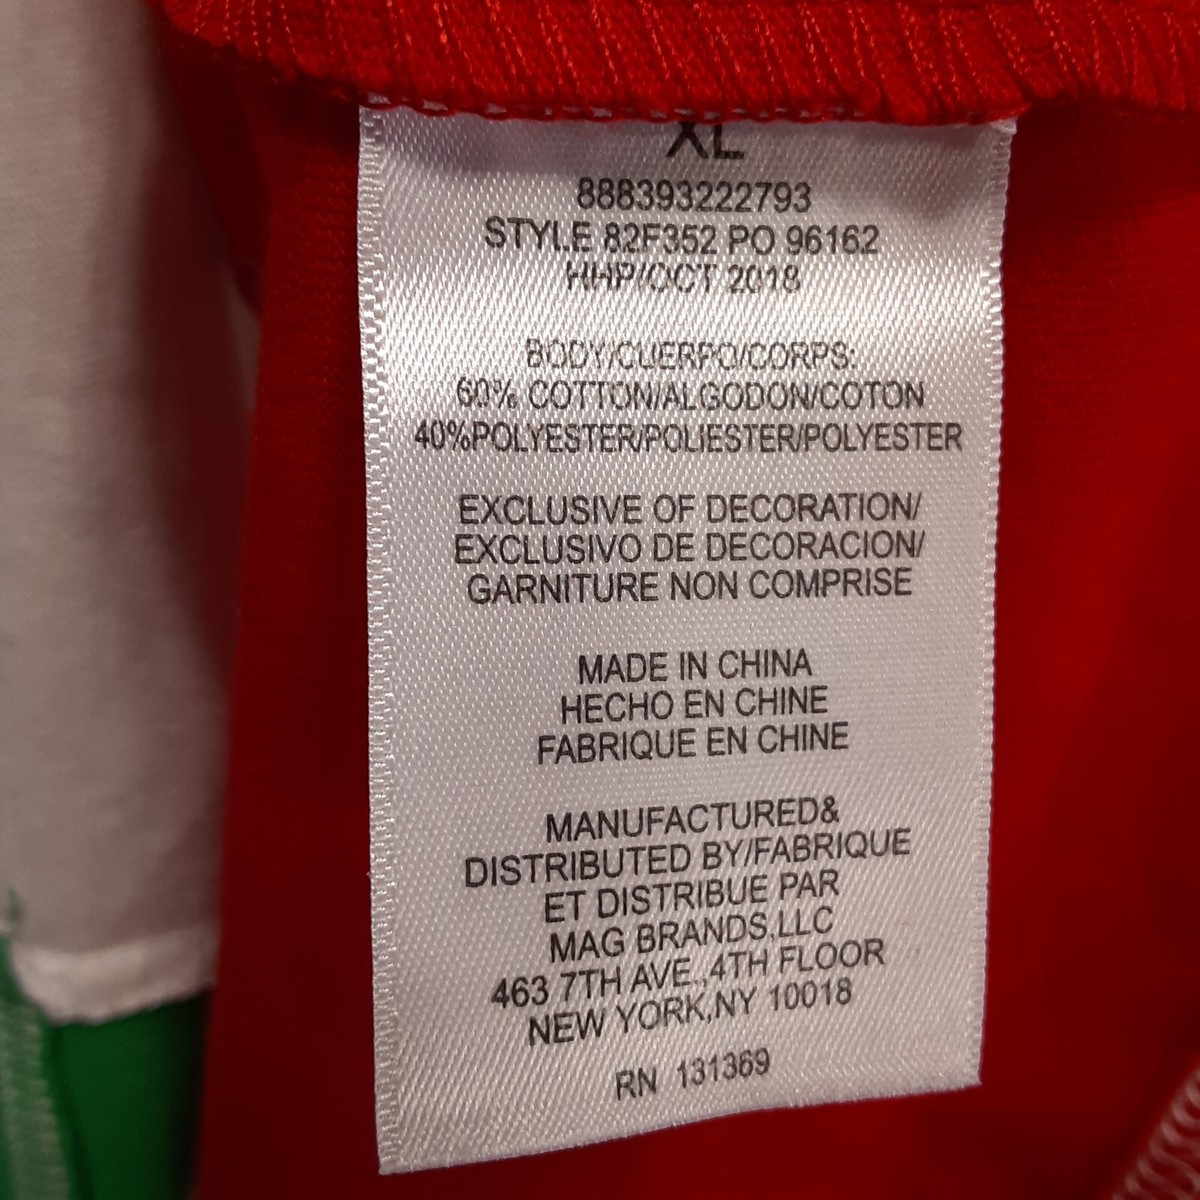 XL
888393222793
STYLE 82F352 PO 96162
HHP/OCT 2018
BODY/CUERPO/CORPS:
60% COTTON/ALGODON/COTON
40%POLYESTER/POLIESTER/POLYESTER
EXCLUSIVE OF DECORATION/
EXCLUSIVO DE DECORACION/
GARNITURE NON COMPRISE
MADE IN CHINA
HECHO EN CHINE
FABRIQUE EN CHINE
MANUFACTURED&
DISTRIBUTED BY/FABRIQUE
ET DISTRIBUE PAR
MAG BRANDS,LLC
463 7TH AVE.,4TH FLOOR
NEW YORK,NY 10018
RN 131369